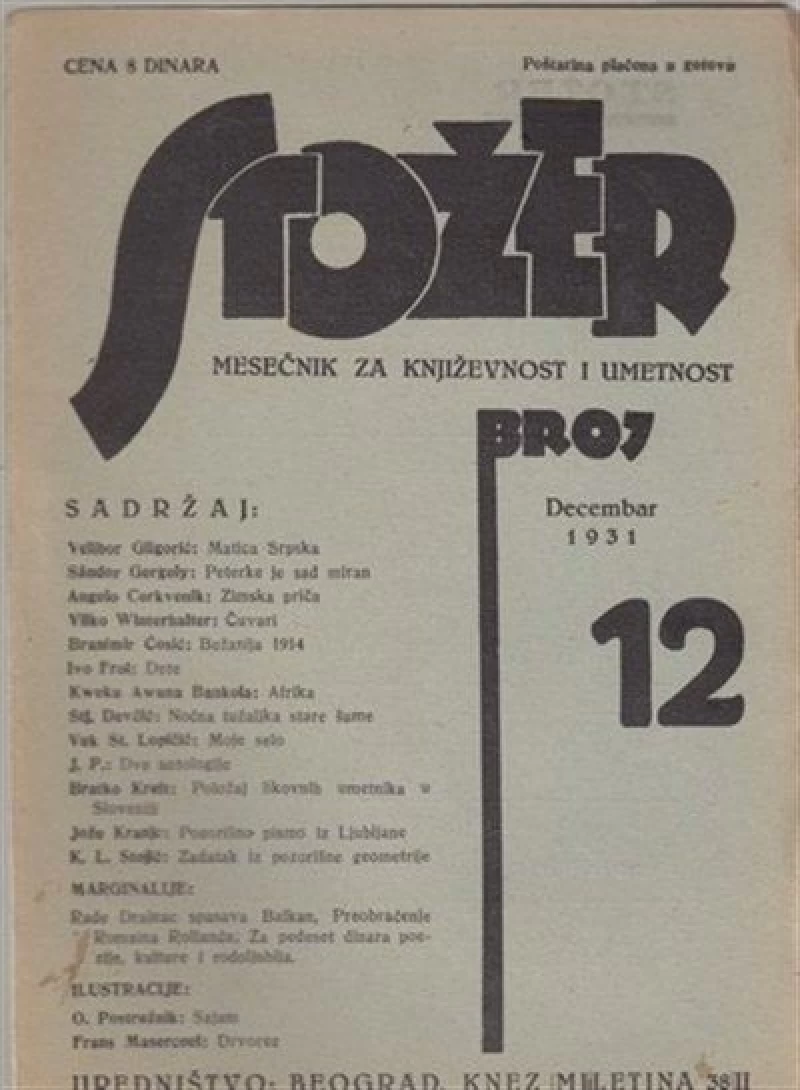 CENA 8 DINARA
Poštarina plaćena u gotovu
STOŽER
MESEČNIK ZA KNJIŽEVNOST I UMETNOST
BROJ
Decembar
1931
12
SADRŽAJ:
Velibor Gligorić: Matica Srpska
Sándor Gergely: Peterke je sad miran
Angelo Cerkvenik: Zimska priča
Vilko Winterhalter: Čuvari
Branimir Ćosić: Bežanija 1914
Ivo Frol: Dete
Kweku Awuna Bankola: Afrika
Stj. Devčić: Noćna tužaljka stare šume
Vuk St. Lopičić: Moje selo
J. P.: Dve antologije
Bratko Kreft: Položaj likovnih umetnika u
Sloveniji
Jože Kranjc: Pozorišno pismo iz Ljubljane
K. L. Zadatak iz pozorišne geometrije
MARGINALIJE:
Rade Drainac spasava Balkan, Preobraćenje
Romaina Rollanda, Za pedeset dinara poe-
zije, kulture i rodoljublja.
ILUSTRACIJE:
O. Postružnik: Sajam
Frans Masereel: Drvorez
UREDNIŠTVO: BEOGRAD, KNEZ MILETINA 38/II